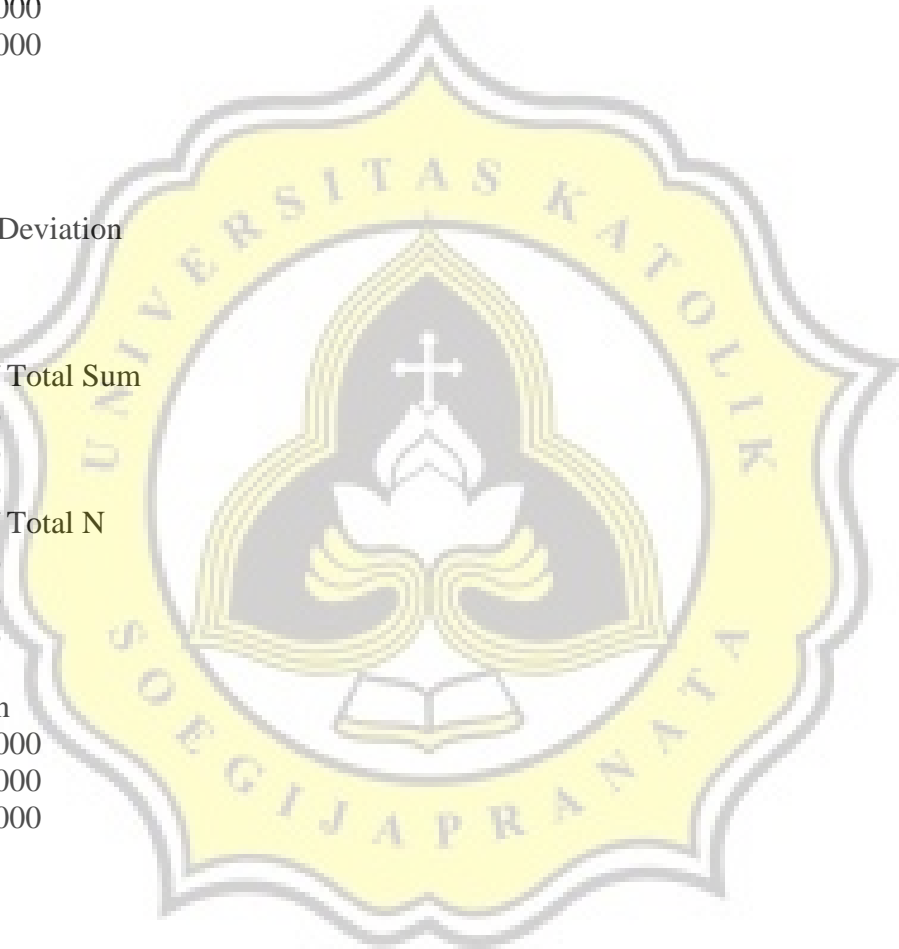 000
000
UNIVERSITAS KATOLIK
Deviation
Total Sum
Total N
SOEGIJAPRANATA
n
000
000
000